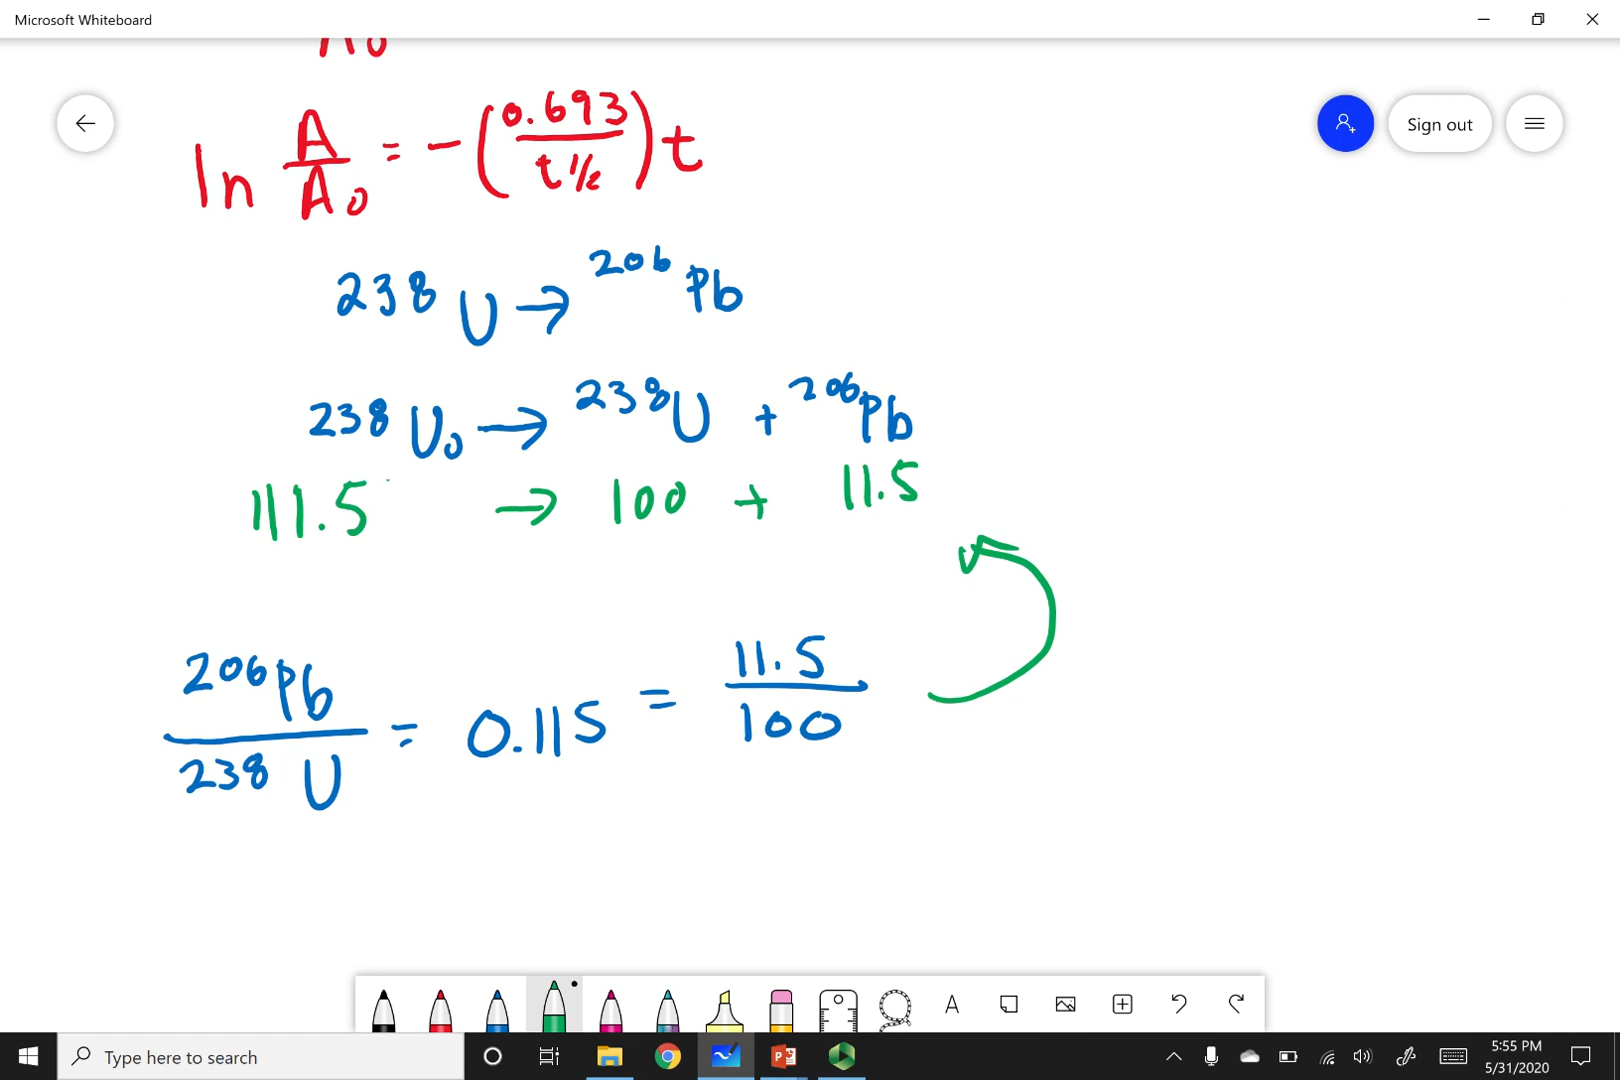 Microsoft Whiteboard
A0
Sign out
ln A/A₀ = -(0.693/t½)t
²³⁸U → ²⁰⁶Pb
²³⁸U₀ → ²³⁸U + ²⁰⁶Pb
111.5 → 100 + 11.5
²⁰⁶Pb/²³⁸U = 0.115 = 11.5/100
A
Type here to search
5:55 PM
5/31/2020